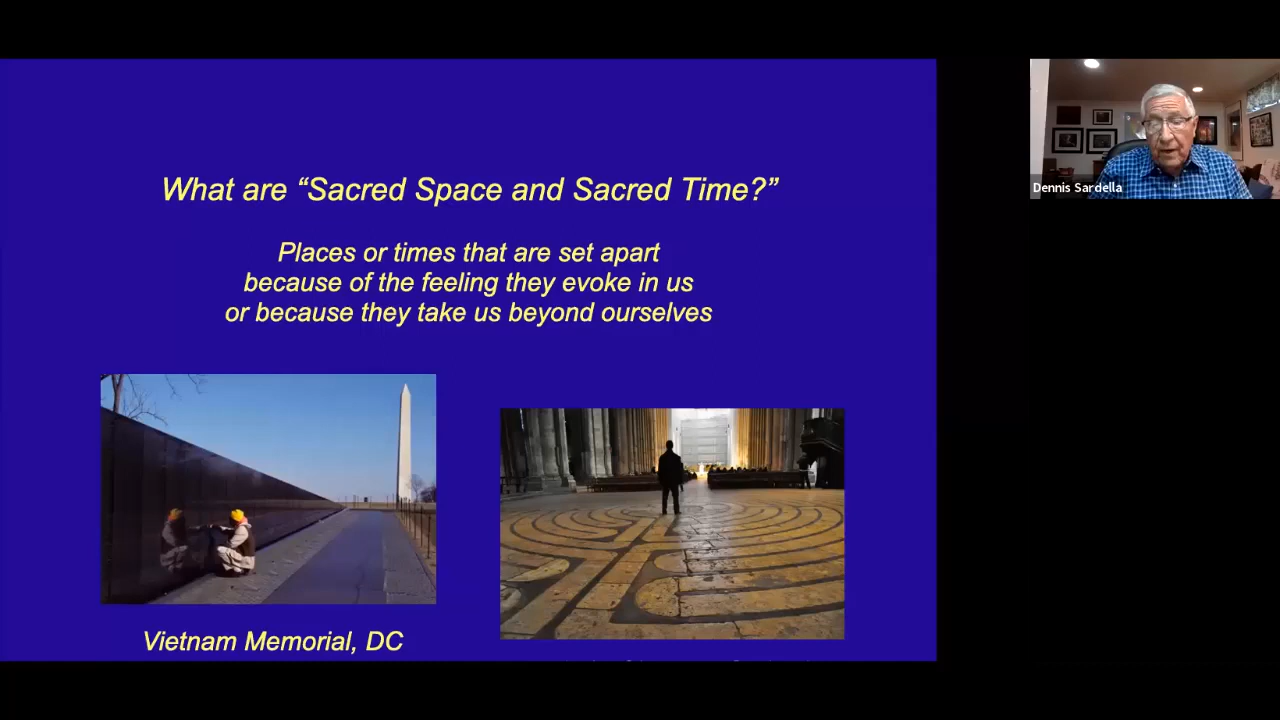 What are “Sacred Space and Sacred Time?”
Places or times that are set apart
because of the feeling they evoke in us
or because they take us beyond ourselves
Vietnam Memorial, DC
Dennis Sardella